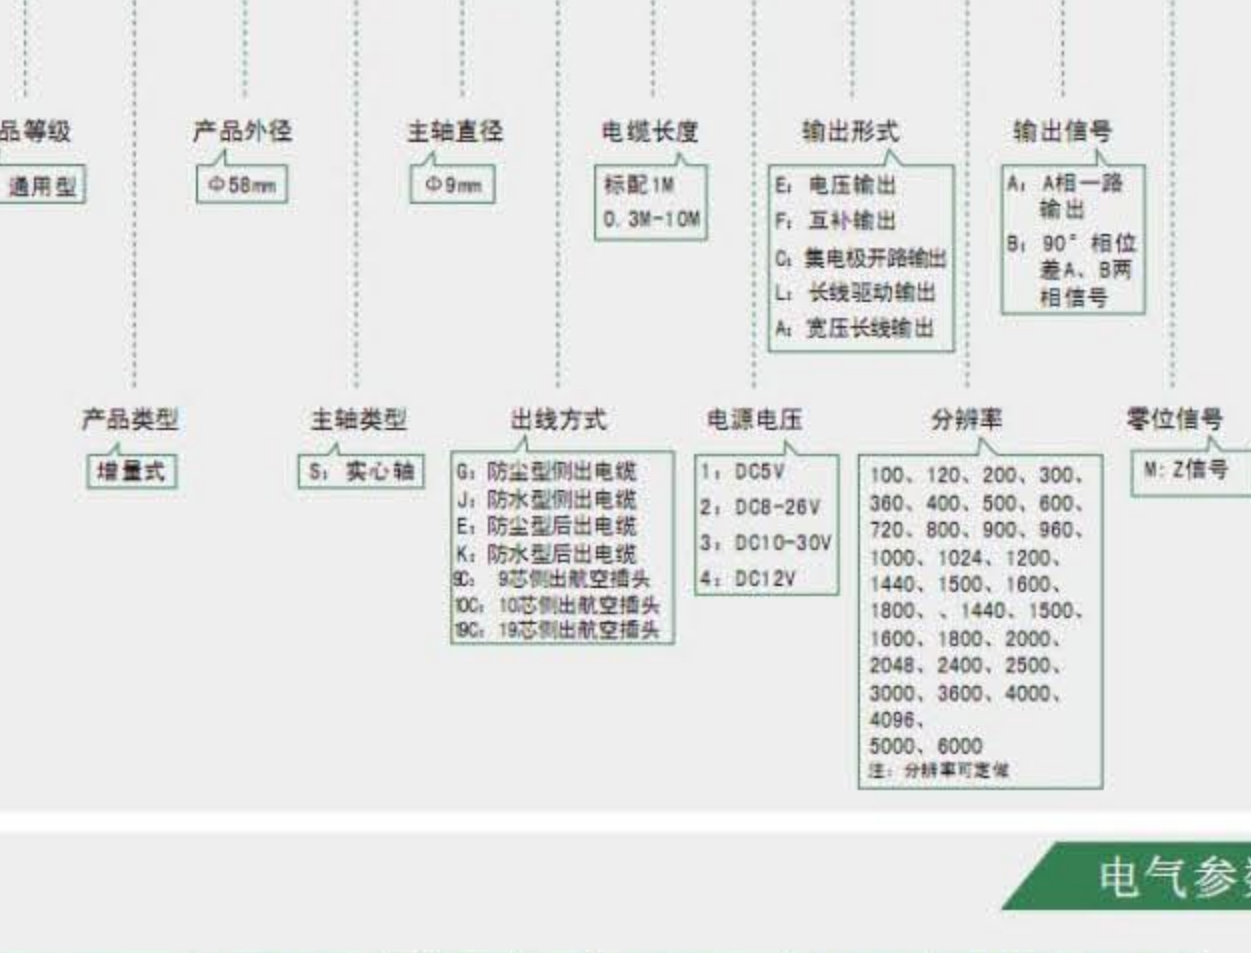 品等级
通用型
产品外径
Φ58mm
主轴直径
Φ9mm
电缆长度
标配1M
0.3M-10M
输出形式
E: 电压输出
F: 互补输出
C: 集电极开路输出
L: 长线驱动输出
A: 宽压长线输出
输出信号
A: A相一路
输出
B: 90°相位
差A、B两
相信号
产品类型
增量式
主轴类型
S: 实心轴
出线方式
G: 防尘型侧出电缆
J: 防水型侧出电缆
E: 防尘型后出电缆
K: 防水型后出电缆
9C: 9芯侧出航空插头
10C: 10芯侧出航空插头
19C: 19芯侧出航空插头
电源电压
1: DC5V
2: DC8-26V
3: DC10-30V
4: DC12V
分辨率
100、120、200、300、
360、400、500、600、
720、800、900、960、
1000、1024、1200、
1440、1500、1600、
1800、、1440、1500、
1600、1800、2000、
2048、2400、2500、
3000、3600、4000、
4096、
5000、6000
注: 分辨率可定做
零位信号
M: Z信号
电气参数